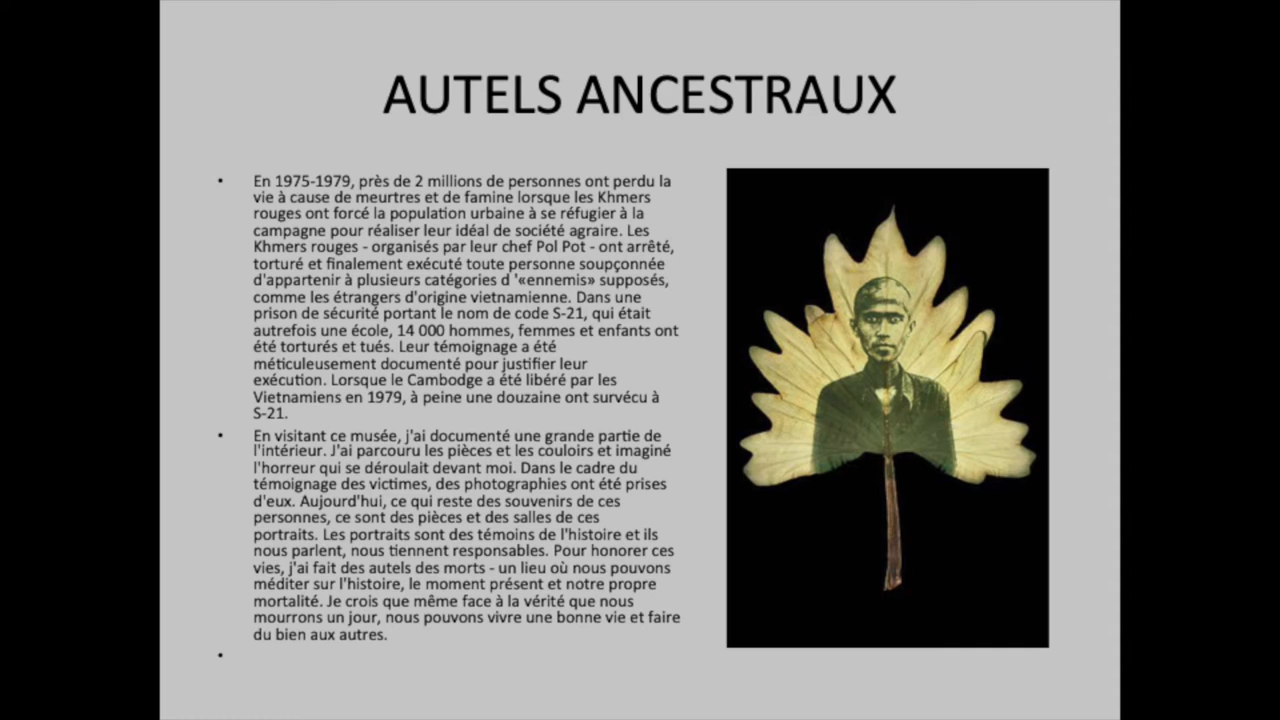 AUTELS ANCESTRAUX
• En 1975-1979, près de 2 millions de personnes ont perdu la
vie à cause de meurtres et de famine lorsque les Khmers
rouges ont forcé la population urbaine à se réfugier à la
campagne pour réaliser leur idéal de société agraire. Les
Khmers rouges - organisés par leur chef Pol Pot - ont arrêté,
torturé et finalement exécuté toute personne soupçonnée
d'appartenir à plusieurs catégories d '«ennemis» supposés,
comme les étrangers d'origine vietnamienne. Dans une
prison de sécurité portant le nom de code S-21, qui était
autrefois une école, 14 000 hommes, femmes et enfants ont
été torturés et tués. Leur témoignage a été
méticuleusement documenté pour justifier leur
exécution. Lorsque le Cambodge a été libéré par les
Vietnamiens en 1979, à peine une douzaine ont survécu à
S-21.
• En visitant ce musée, j'ai documenté une grande partie de
l'intérieur. J'ai parcouru les pièces et les couloirs et imaginé
l'horreur qui se déroulait devant moi. Dans le cadre du
témoignage des victimes, des photographies ont été prises
d'eux. Aujourd'hui, ce qui reste des souvenirs de ces
personnes, ce sont des pièces et des salles de ces
portraits. Les portraits sont des témoins de l'histoire et ils
nous parlent, nous tiennent responsables. Pour honorer ces
vies, j'ai fait des autels des morts - un lieu où nous pouvons
méditer sur l'histoire, le moment présent et notre propre
mortalité. Je crois que même face à la vérité que nous
mourrons un jour, nous pouvons vivre une bonne vie et faire
du bien aux autres.
•